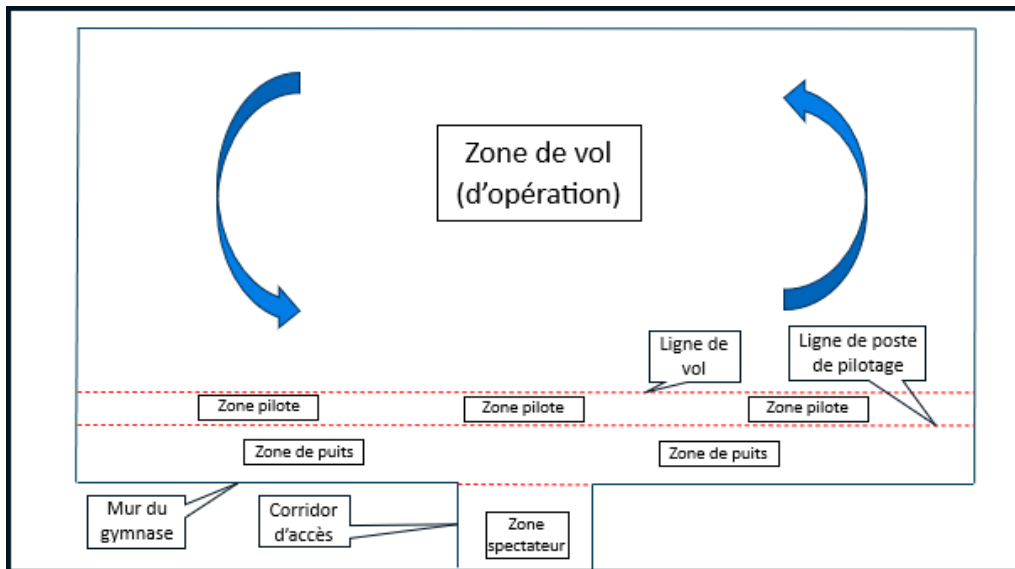 Zone de vol
(d'opération)
Ligne de
vol
Ligne de poste
de pilotage
Zone pilote
Zone pilote
Zone pilote
Zone de puits
Zone de puits
Mur du
gymnase
Corridor
d'accès
Zone
spectateur